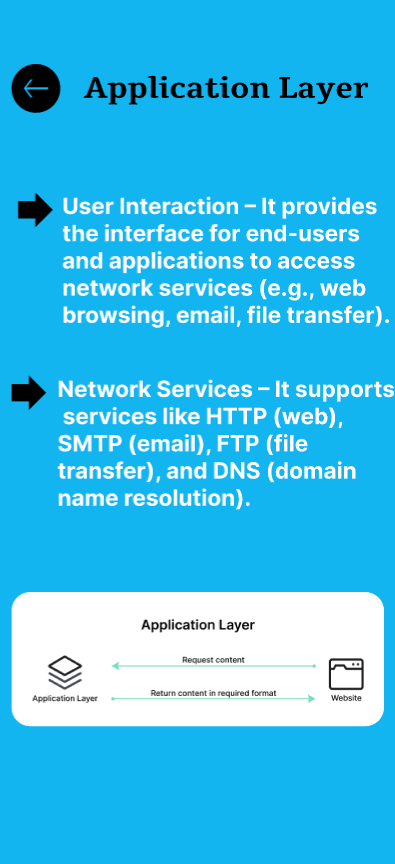 Application Layer
User Interaction – It provides
the interface for end-users
and applications to access
network services (e.g., web
browsing, email, file transfer).
Network Services – It supports
services like HTTP (web),
SMTP (email), FTP (file
transfer), and DNS (domain
name resolution).
Application Layer
Request content
Return content in required format
Application Layer
Website